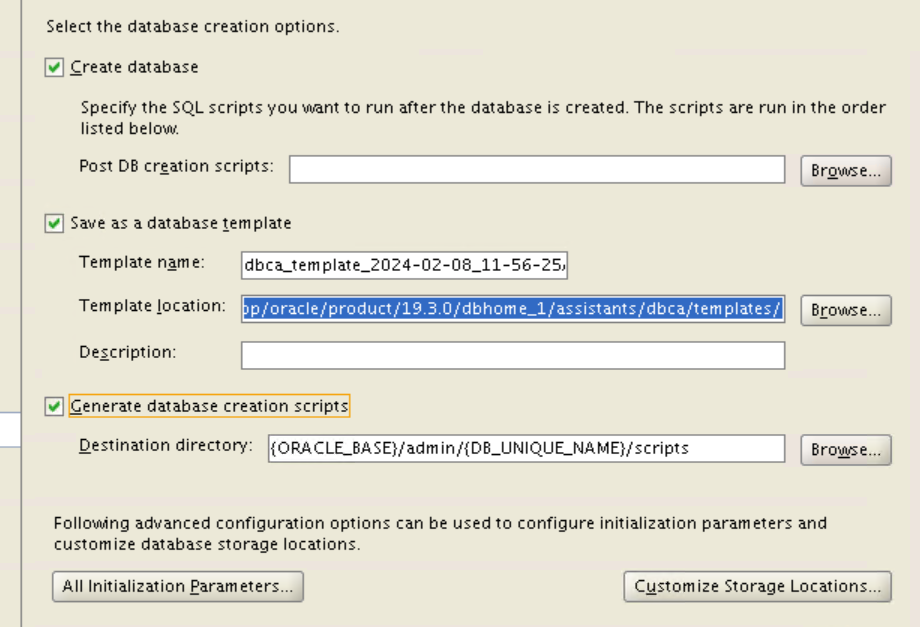 Select the database creation options.
Create database
Specify the SQL scripts you want to run after the database is created. The scripts are run in the order
listed below.
Post DB creation scripts:
Browse...
Save as a database template
Template name:
dbca_template_2024-02-08_11-56-25
Template location:
pp/oracle/product/19.3.0/dbhome_1/assistants/dbca/templates/
Browse...
Description:
Generate database creation scripts
Destination directory:
{ORACLE_BASE}/admin/{DB_UNIQUE_NAME}/scripts
Browse...
Following advanced configuration options can be used to configure initialization parameters and
customize database storage locations.
All Initialization Parameters...
Customize Storage Locations...